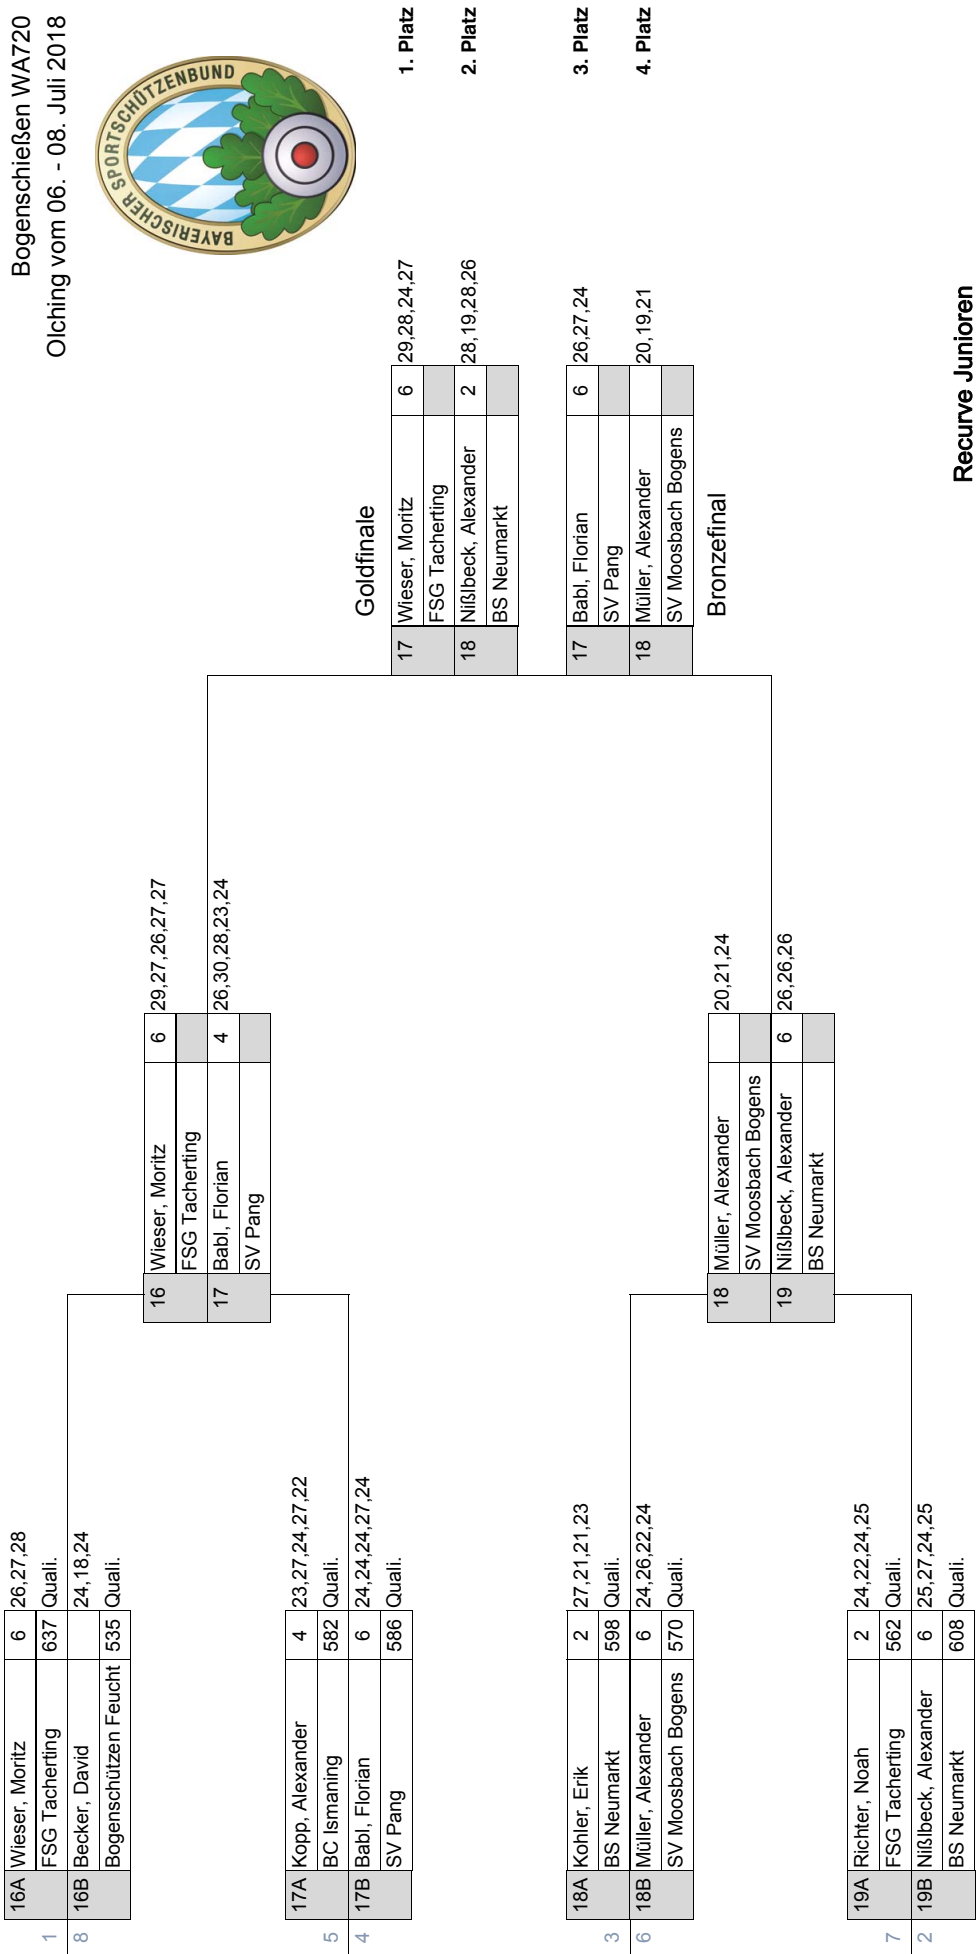 Bogenschießen WA720
Olching vom 06. - 08. Juli 2018
BAYERISCHER SPORTSCHÜTZENBUND
1 16A Wieser, Moritz 6 26,27,28
FSG Tacherting 637 Quali.
8 16B Becker, David 24,18,24
Bogenschützen Feucht 535 Quali.
5 17A Kopp, Alexander 4 23,27,24,27,22
BC Ismaning 582 Quali.
4 17B Babl, Florian 6 24,24,24,27,24
SV Pang 586 Quali.
3 18A Kohler, Erik 2 27,21,21,23
BS Neumarkt 598 Quali.
6 18B Müller, Alexander 6 24,26,22,24
SV Moosbach Bogens 570 Quali.
7 19A Richter, Noah 2 24,22,24,25
FSG Tacherting 562 Quali.
2 19B Nißlbeck, Alexander 6 25,27,24,25
BS Neumarkt 608 Quali.
16 Wieser, Moritz 6 29,27,26,27,27
FSG Tacherting
17 Babl, Florian 4 26,30,28,23,24
SV Pang
18 Müller, Alexander 20,21,24
SV Moosbach Bogens
19 Nißlbeck, Alexander 6 26,26,26
BS Neumarkt
Goldfinale
17 Wieser, Moritz 6 29,28,24,27 1. Platz
FSG Tacherting
18 Nißlbeck, Alexander 2 28,19,28,26 2. Platz
BS Neumarkt
17 Babl, Florian 6 26,27,24 3. Platz
SV Pang
18 Müller, Alexander 20,19,21 4. Platz
SV Moosbach Bogens
Bronzefinal
Recurve Junioren